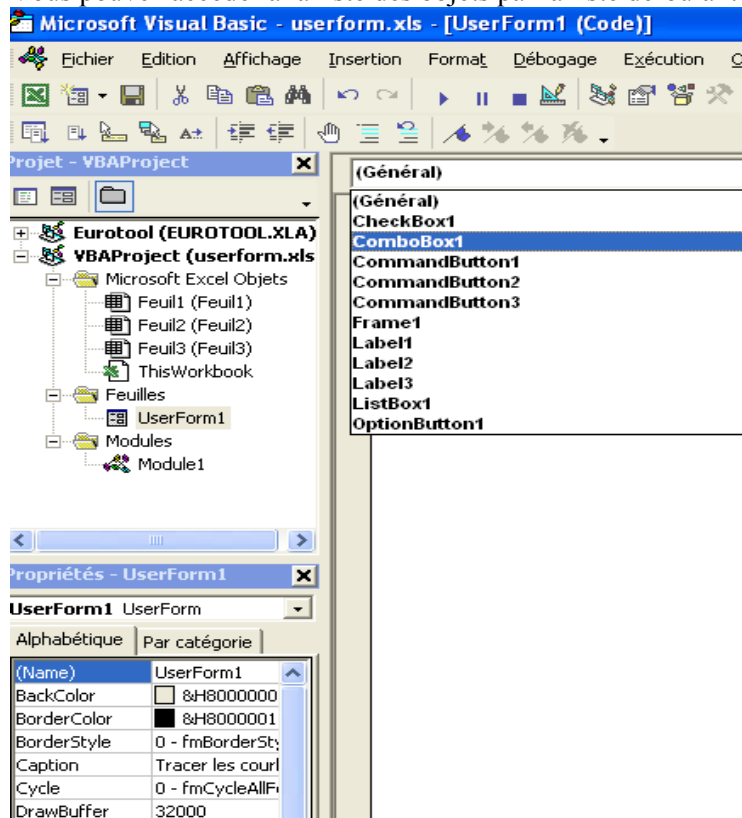 Microsoft Visual Basic - userform.xls - [UserForm1 (Code)]
Fichier Edition Affichage Insertion Format Débogage Exécution
Projet - VBAProject
Eurotool (EUROTOOL.XLA)
VBAProject (userform.xls
Microsoft Excel Objets
Feuil1 (Feuil1)
Feuil2 (Feuil2)
Feuil3 (Feuil3)
ThisWorkbook
Feuilles
UserForm1
Modules
Module1
(Général)
(Général)
CheckBox1
ComboBox1
CommandButton1
CommandButton2
CommandButton3
Frame1
Label1
Label2
Label3
ListBox1
OptionButton1
Propriétés - UserForm1
UserForm1 UserForm
Alphabétique Par catégorie
(Name) UserForm1
BackColor &H8000000
BorderColor &H8000001
BorderStyle 0 - fmBorderSty
Caption Tracer les courl
Cycle 0 - fmCycleAllF
DrawBuffer 32000